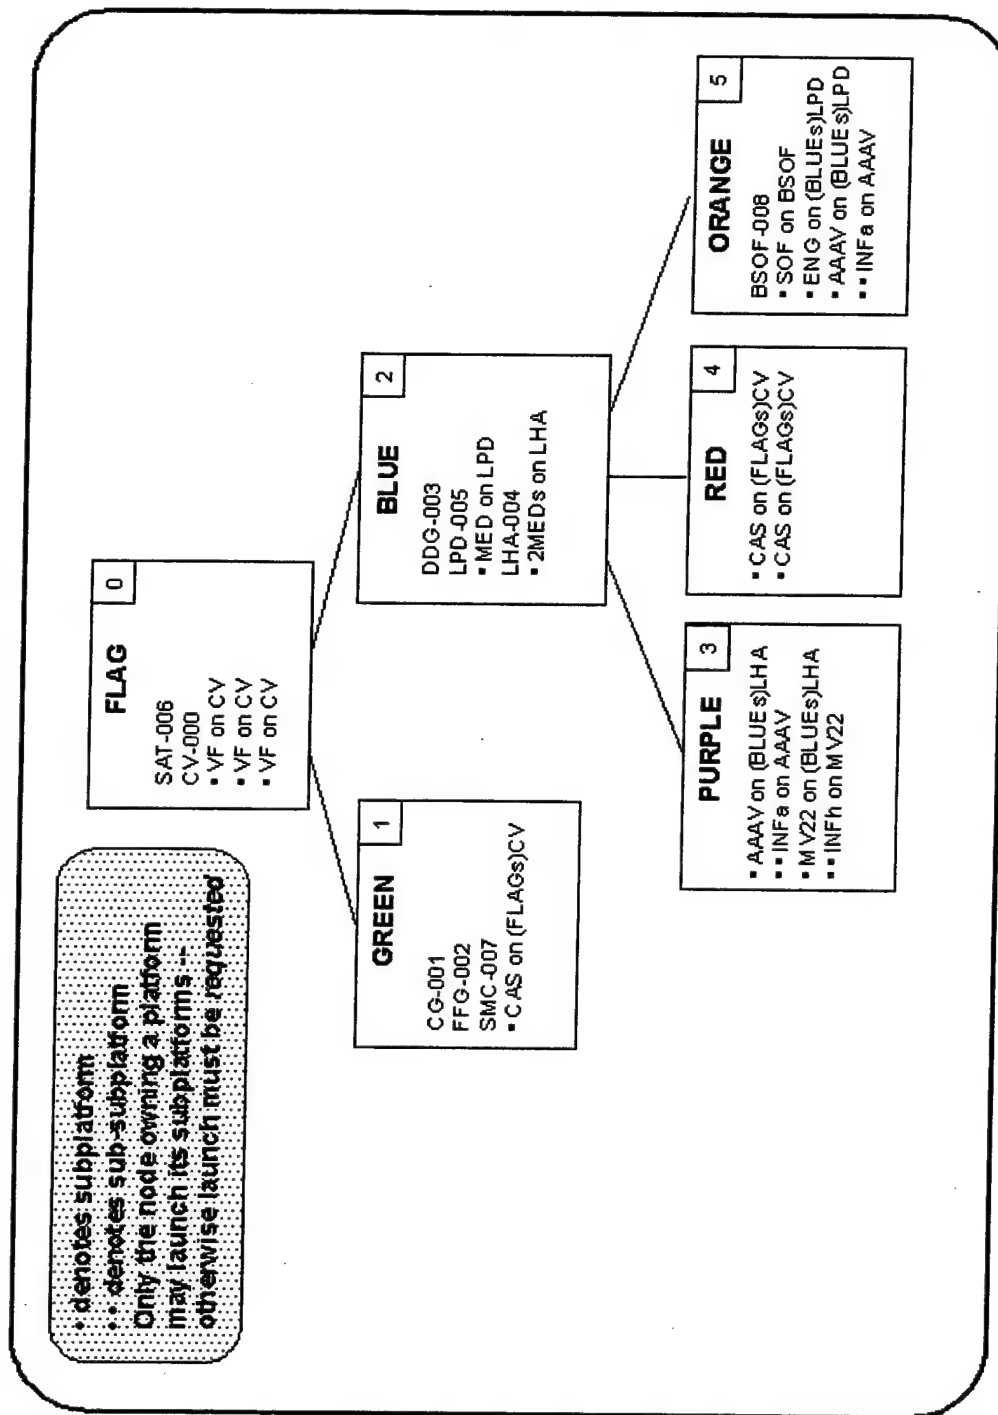 • denotes subplatform
• • denotes sub-subplatform
Only the node owning a platform
may launch its subplatforms --
otherwise launch must be requested
FLAG
0
SAT-006
CV-000
▪ VF on CV
▪ VF on CV
▪ VF on CV
GREEN
1
CG-001
FFG-002
SMC-007
▪ CAS on (FLAGs)CV
BLUE
2
DDG-003
LPD-005
▪ MED on LPD
LHA-004
▪ 2MEDs on LHA
PURPLE
3
▪ AAAV on (BLUEs)LHA
▪ ▪ INFa on AAAV
▪ MV22 on (BLUEs)LHA
▪ ▪ INFh on MV22
RED
4
▪ CAS on (FLAGs)CV
▪ CAS on (FLAGs)CV
ORANGE
5
BSOF-008
▪ SOF on BSOF
▪ ENG on (BLUEs)LPD
▪ AAAV on (BLUEs)LPD
▪ ▪ INFa on AAAV